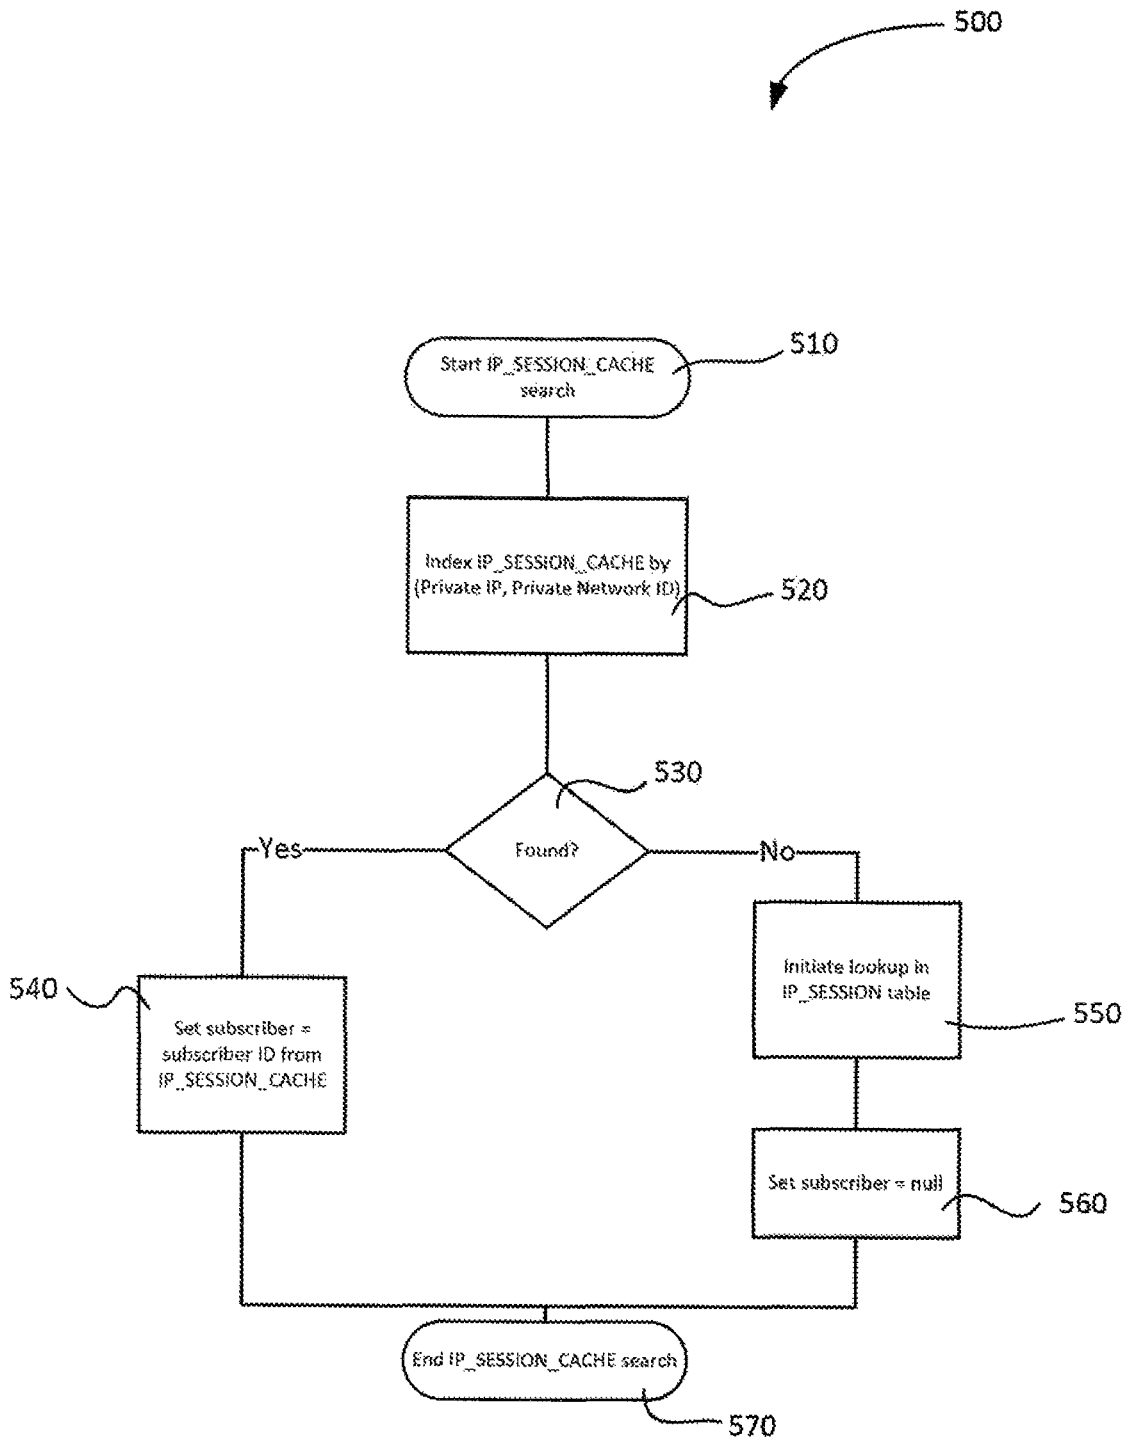 500
Start IP_SESSION_CACHE
search
510
Index IP_SESSION_CACHE by
(Private IP, Private Network ID)
520
530
Found?
Yes
No
540
Set subscriber =
subscriber ID from
IP_SESSION_CACHE
Initiate lookup in
IP_SESSION table
550
Set subscriber = null
560
End IP_SESSION_CACHE search
570